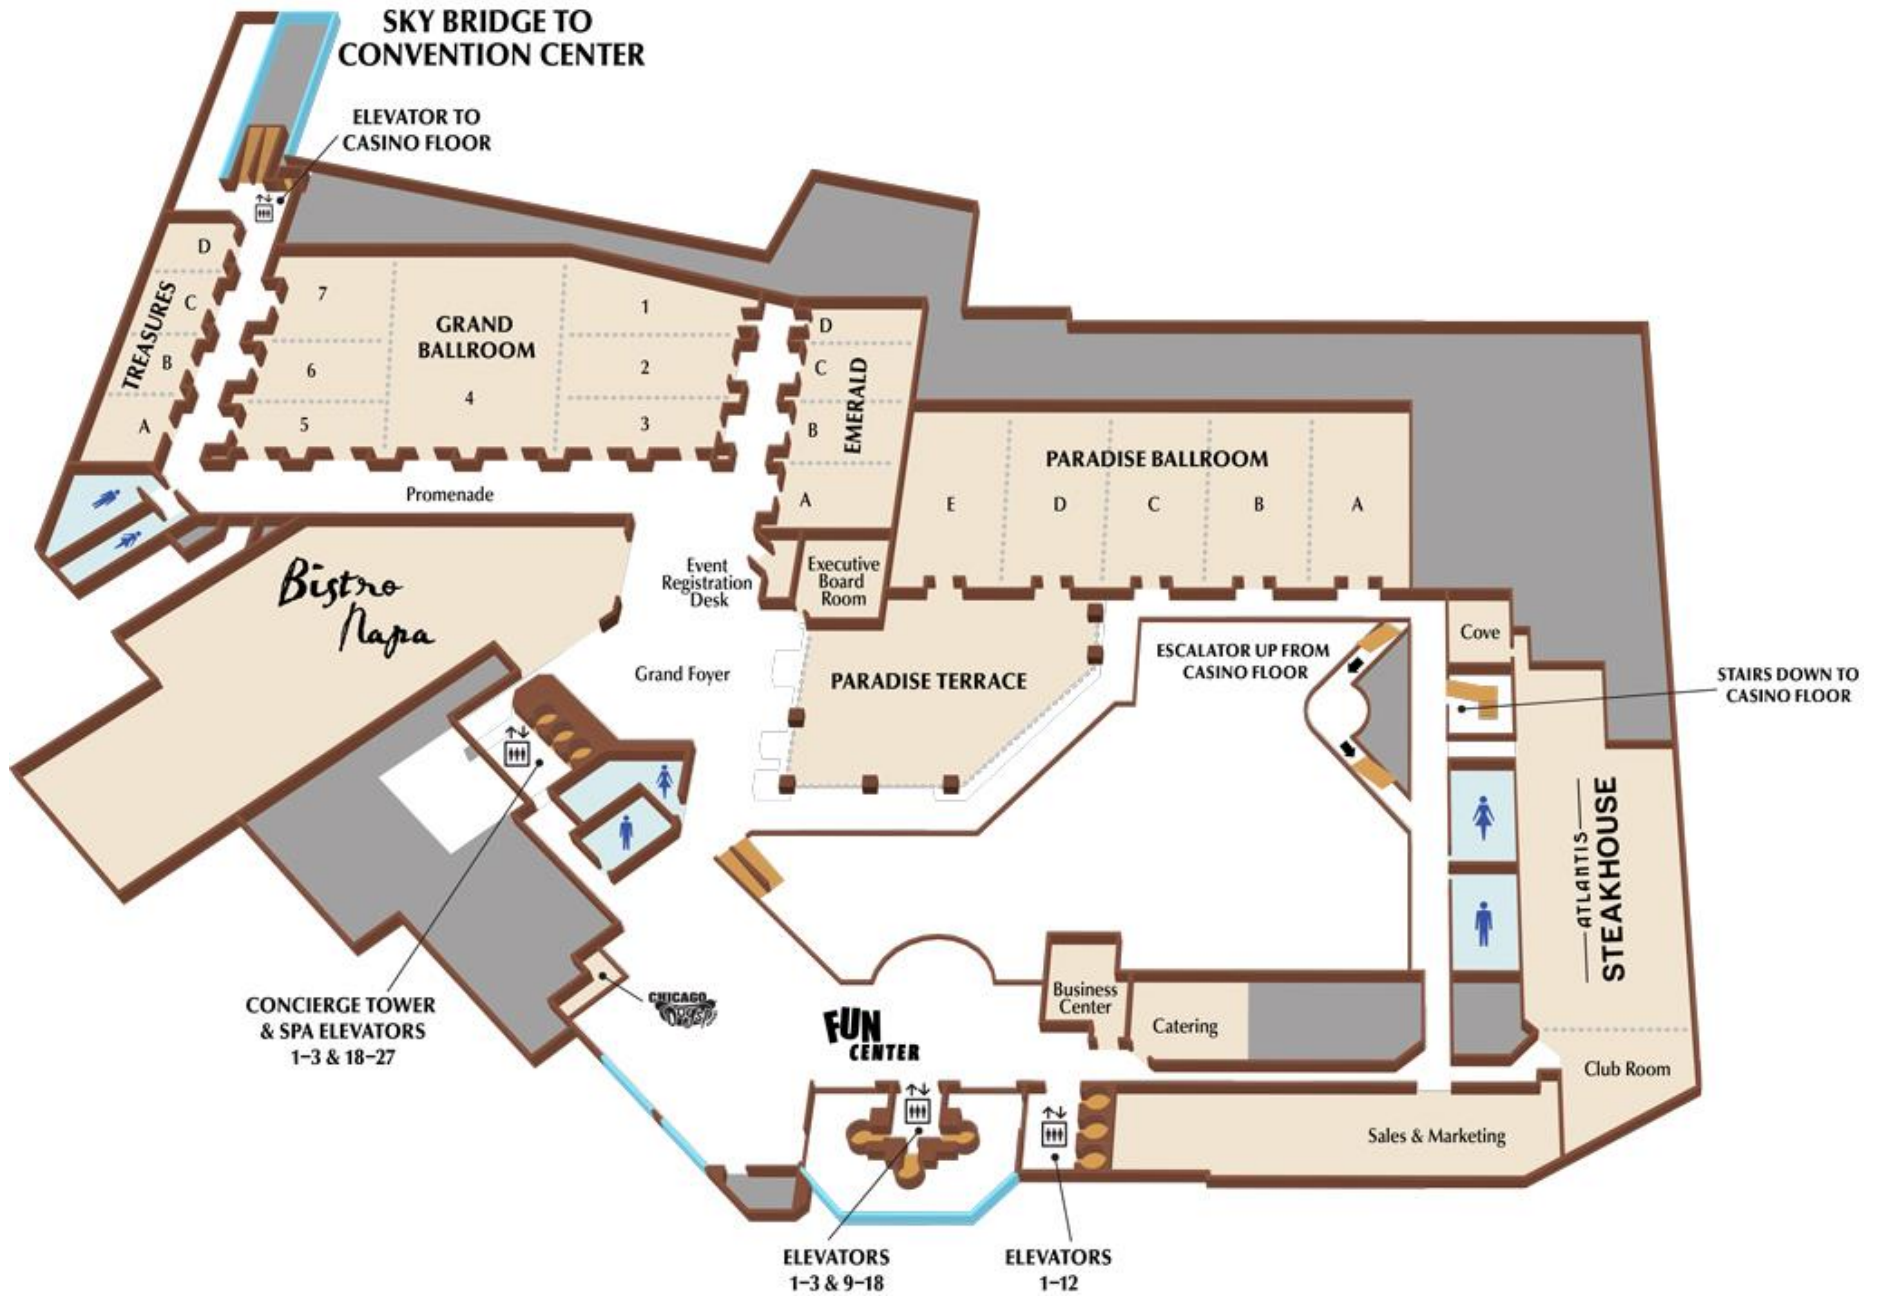 SKY BRIDGE TO
CONVENTION CENTER
ELEVATOR TO
CASINO FLOOR
D
C
B
A
TREASURES
7
6
5
GRAND
BALLROOM
4
1
2
3
D
C
B
A
EMERALD
PARADISE BALLROOM
E
D
C
B
A
Promenade
Bistro
Napa
Event
Registration
Desk
Executive
Board
Room
Grand Foyer
PARADISE TERRACE
ESCALATOR UP FROM
CASINO FLOOR
Cove
STAIRS DOWN TO
CASINO FLOOR
ATLANTIS
STEAKHOUSE
CONCIERGE TOWER
& SPA ELEVATORS
1–3 & 18–27
CHICAGO
Dogs
FUN
CENTER
Business
Center
Catering
Club Room
Sales & Marketing
ELEVATORS
1–3 & 9–18
ELEVATORS
1–12